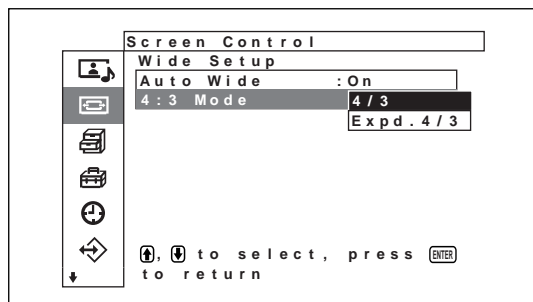 Screen Control
Wide Setup
Auto Wide :On
4:3 Mode 4/3
Expd.4/3
, to select, press ENTER
to return